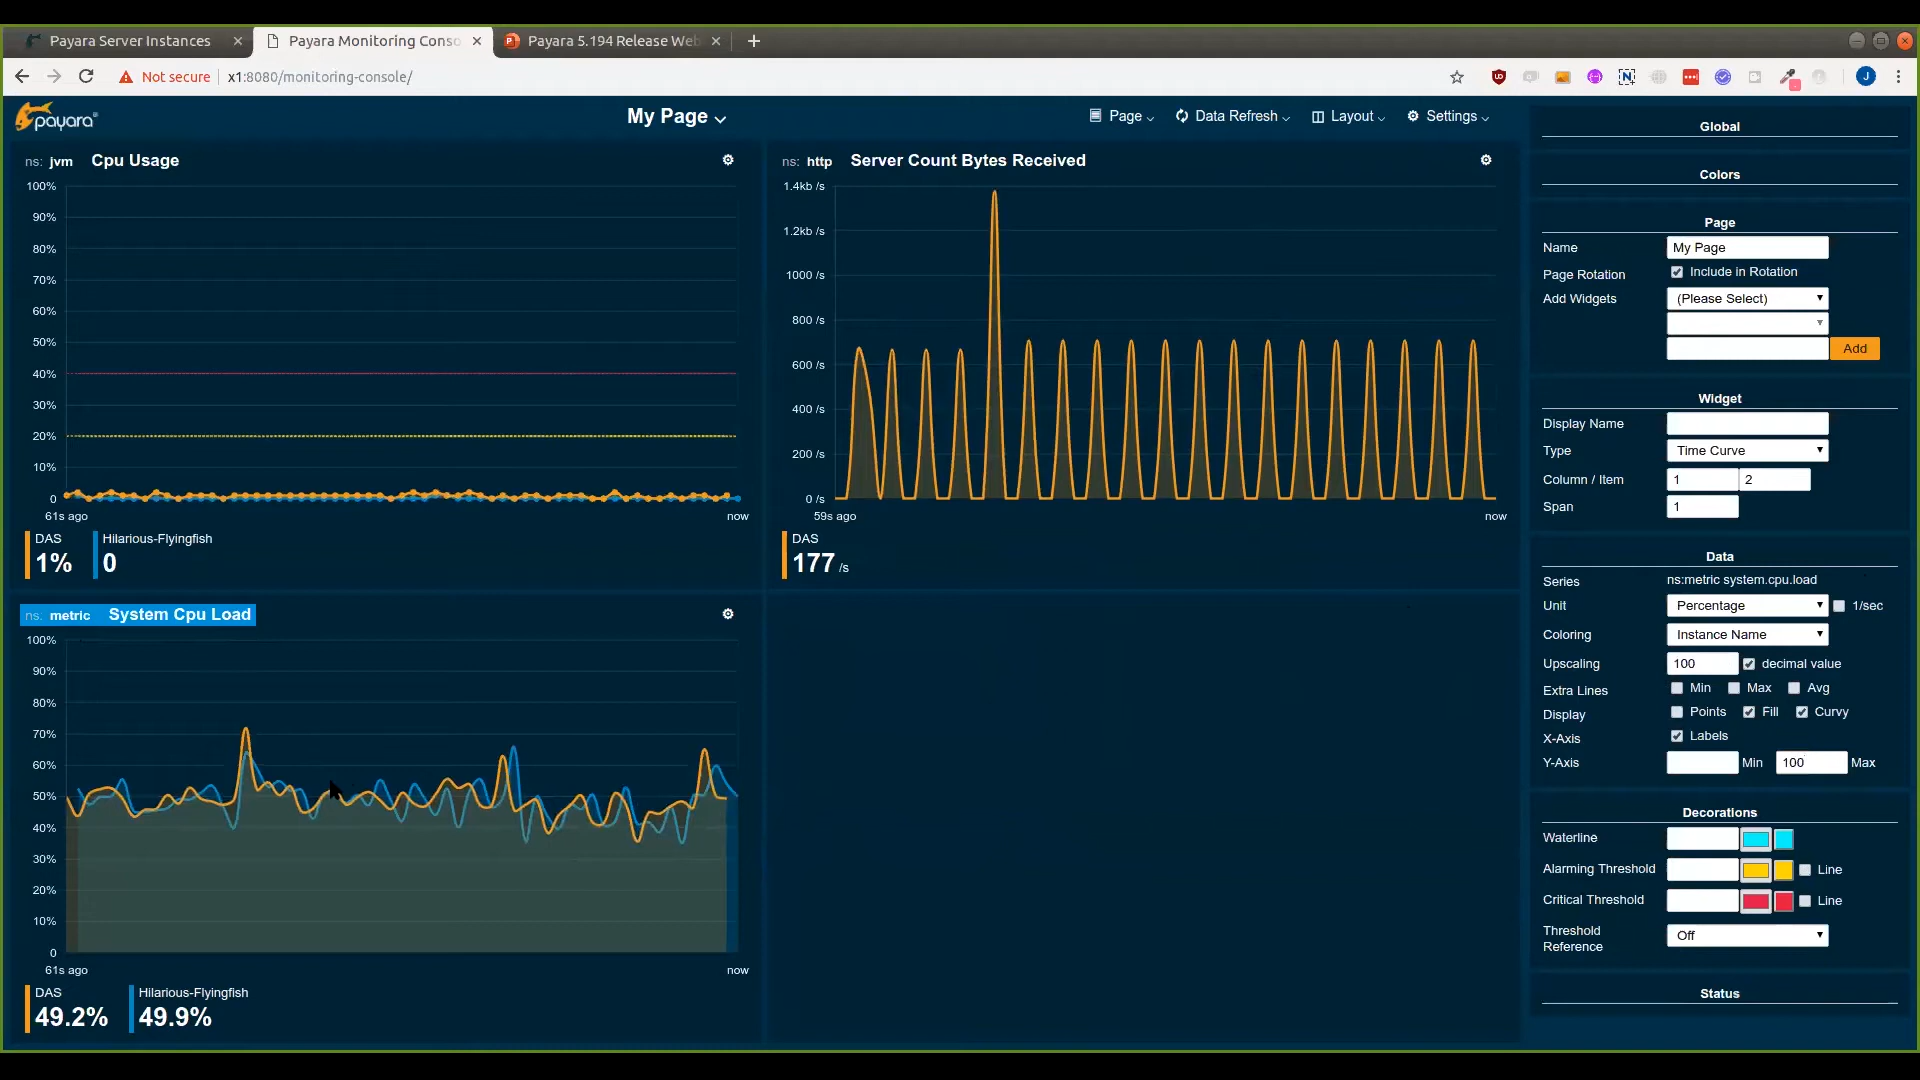 Payara Server Instances
Payara Monitoring Conso
Payara 5.194 Release Web
Not secure
x1:8080/monitoring-console/
J
payara
My Page
Page
Data Refresh
Layout
Settings
ns: jvm Cpu Usage
100%
90%
80%
70%
60%
50%
40%
30%
20%
10%
0
61s ago
now
DAS
1%
Hilarious-Flyingfish
0
ns: http Server Count Bytes Received
1.4kb /s
1.2kb /s
1000 /s
800 /s
600 /s
400 /s
200 /s
0 /s
59s ago
now
DAS
177 /s
ns: metric System Cpu Load
100%
90%
80%
70%
60%
50%
40%
30%
20%
10%
0
61s ago
now
DAS
49.2%
Hilarious-Flyingfish
49.9%
Global
Colors
Page
Name My Page
Page Rotation Include in Rotation
Add Widgets (Please Select)
Add
Widget
Display Name
Type Time Curve
Column / Item 1 2
Span 1
Data
Series ns:metric system.cpu.load
Unit Percentage 1/sec
Coloring Instance Name
Upscaling 100 decimal value
Extra Lines Min Max Avg
Display Points Fill Curvy
X-Axis Labels
Y-Axis Min 100 Max
Decorations
Waterline
Alarming Threshold Line
Critical Threshold Line
Threshold
Reference
Off
Status